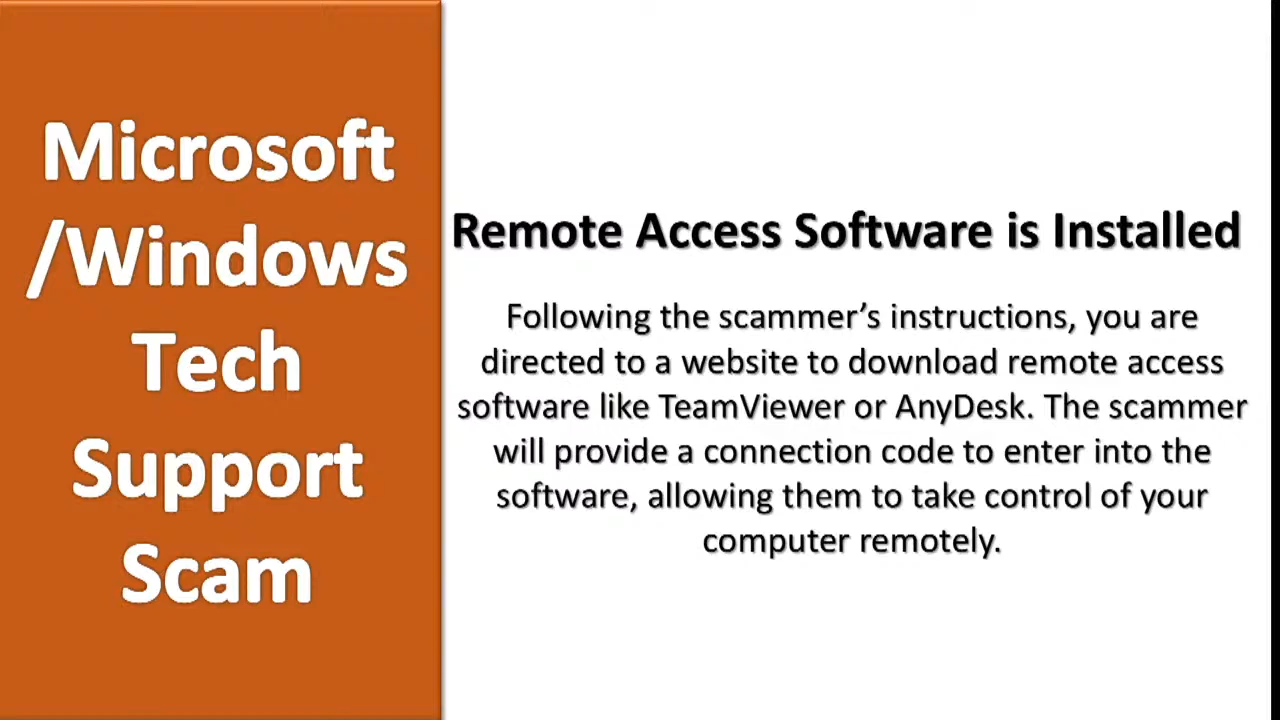 Microsoft
/Windows
Tech
Support
Scam
Remote Access Software is Installed
Following the scammer’s instructions, you are
directed to a website to download remote access
software like TeamViewer or AnyDesk. The scammer
will provide a connection code to enter into the
software, allowing them to take control of your
computer remotely.